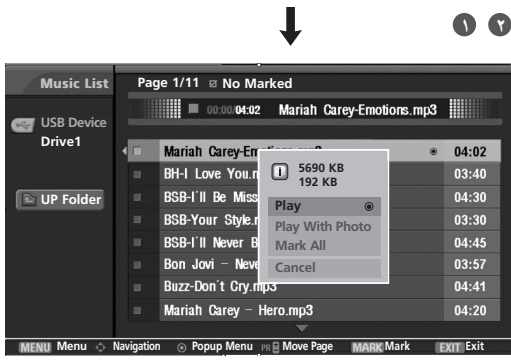 ١ ٢
Music List
Page 1/11 No Marked
00:00/04:02 Mariah Carey-Emotions.mp3
USB Device
Drive1
UP Folder
Mariah Carey-Em 04:02
BH-I Love You. 03:40
BSB-I'll Be Miss 04:30
BSB-Your Style. 03:30
BSB-I'll Never B 04:45
Bon Jovi – Neve 03:57
Buzz-Don't Cry.mp3 04:41
Mariah Carey – Hero.mp3 04:20
i 5690 KB
192 KB
Play
Play With Photo
Mark All
Cancel
MENU Menu Navigation Popup Menu PR Move Page MARK Mark EXIT Exit